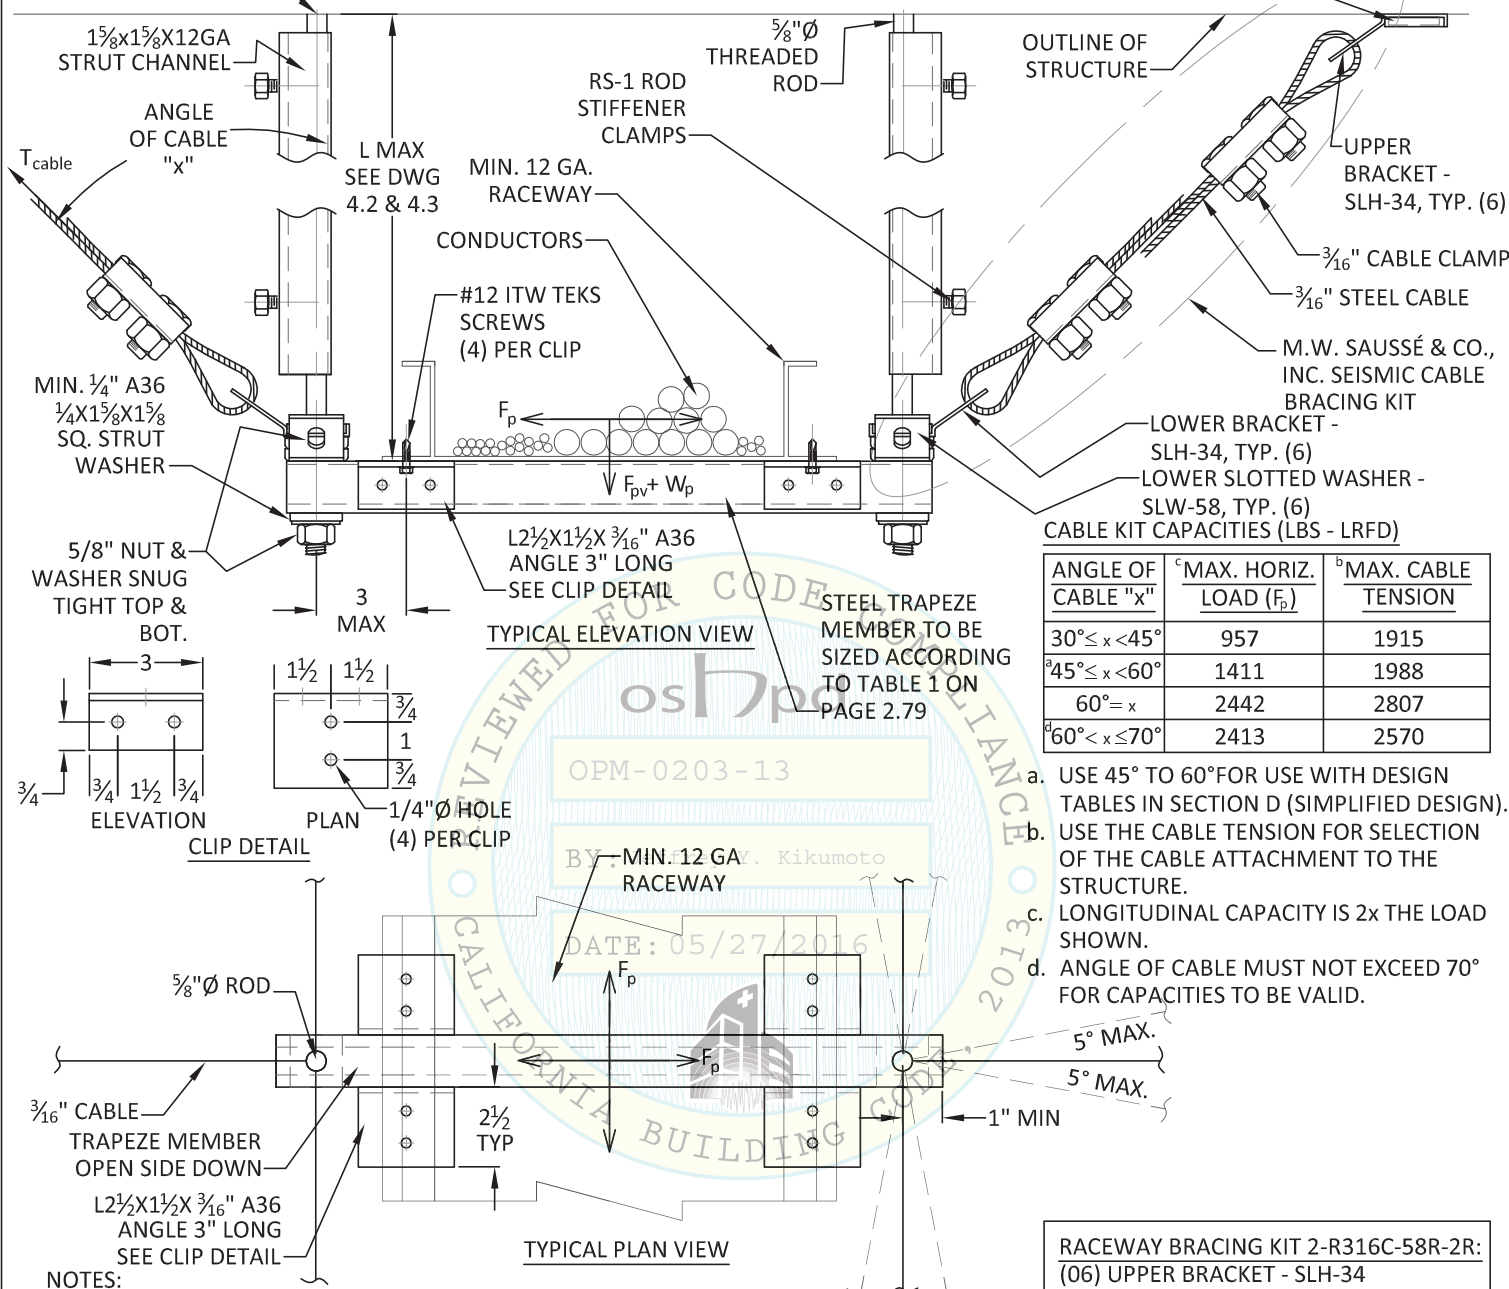 1⅝x1⅝X12GA
STRUT CHANNEL
ANGLE
OF CABLE
"x"
Tcable
L MAX
SEE DWG
4.2 & 4.3
⅝"Ø
THREADED
ROD
RS-1 ROD
STIFFENER
CLAMPS
MIN. 12 GA.
RACEWAY
CONDUCTORS
#12 ITW TEKS
SCREWS
(4) PER CLIP
OUTLINE OF
STRUCTURE
UPPER
BRACKET -
SLH-34, TYP. (6)
3/16" CABLE CLAMP
3/16" STEEL CABLE
M.W. SAUSSÉ & CO.,
INC. SEISMIC CABLE
BRACING KIT
LOWER BRACKET -
SLH-34, TYP. (6)
LOWER SLOTTED WASHER -
SLW-58, TYP. (6)
MIN. ¼" A36
¼X1⅝X1⅝
SQ. STRUT
WASHER
Fp
Fpv+ Wp
5/8" NUT &
WASHER SNUG
TIGHT TOP &
BOT.
3
MAX
L2½X1½X 3/16" A36
ANGLE 3" LONG
SEE CLIP DETAIL
TYPICAL ELEVATION VIEW
STEEL TRAPEZE
MEMBER TO BE
SIZED ACCORDING
TO TABLE 1 ON
PAGE 2.79
CABLE KIT CAPACITIES (LBS - LRFD)
ANGLE OF CABLE "x" | c MAX. HORIZ. LOAD (Fp) | b MAX. CABLE TENSION
30°≤ x <45° 957 1915
a 45°≤ x <60° 1411 1988
60°= x 2442 2807
d 60°< x ≤70° 2413 2570
a. USE 45° TO 60°FOR USE WITH DESIGN
TABLES IN SECTION D (SIMPLIFIED DESIGN).
b. USE THE CABLE TENSION FOR SELECTION
OF THE CABLE ATTACHMENT TO THE
STRUCTURE.
c. LONGITUDINAL CAPACITY IS 2x THE LOAD
SHOWN.
d. ANGLE OF CABLE MUST NOT EXCEED 70°
FOR CAPACITIES TO BE VALID.
3
¾
¾ 1½ ¾
ELEVATION
1½ 1½
¾
1
¾
PLAN
1/4"Ø HOLE
(4) PER CLIP
CLIP DETAIL
REVIEWED FOR CODE COMPLIANCE
oshpd
OPM-0203-13
BY: Y. Kikumoto
DATE: 05/27/2016
CALIFORNIA BUILDING CODE, 2013
MIN. 12 GA
RACEWAY
⅝"Ø ROD
Fp
Fp
3/16" CABLE
TRAPEZE MEMBER
OPEN SIDE DOWN
L2½X1½X 3/16" A36
ANGLE 3" LONG
SEE CLIP DETAIL
2½
TYP
5° MAX.
5° MAX.
1" MIN
TYPICAL PLAN VIEW
NOTES:
RACEWAY BRACING KIT 2-R316C-58R-2R:
(06) UPPER BRACKET - SLH-34